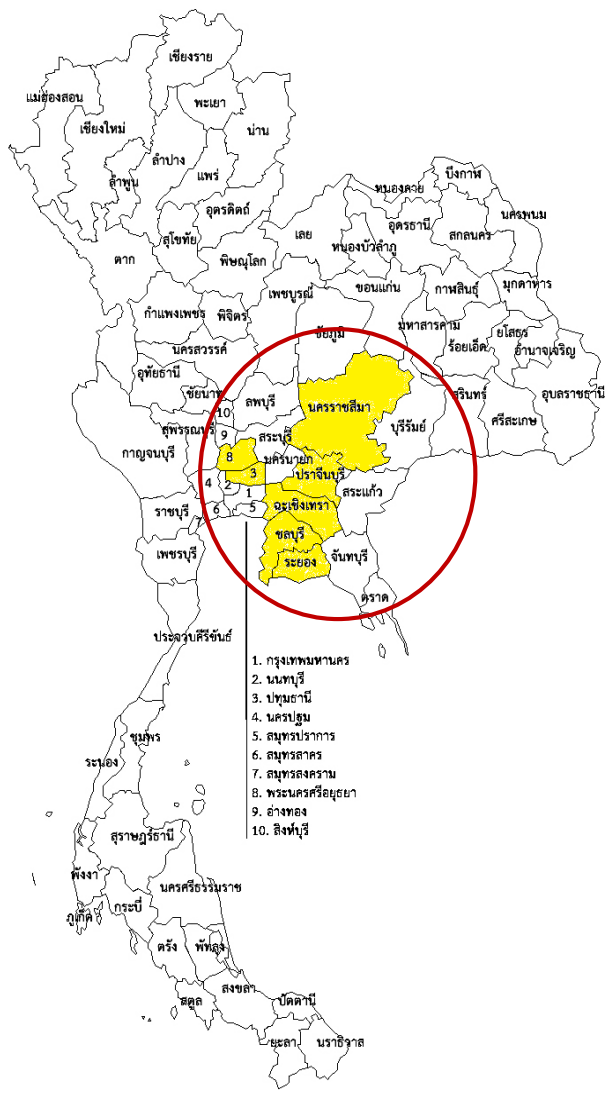 เชียงราย
แม่ฮ่องสอน
พะเยา
เชียงใหม่
น่าน
ลำปาง
แพร่
ลำพูน
บึงกาฬ
หนองคาย
อุตรดิตถ์
นครพนม
อุดรธานี
เลย
สกลนคร
สุโขทัย
หนองบัวลำภู
ตาก
พิษณุโลก
ขอนแก่น
มุกดาหาร
กาฬสินธุ์
เพชบูรณ์
กำแพงเพชร
พิจิตร
มหาสารคาม
ชัยภูมิ
ยโสธร
ร้อยเอ็ด
อำนาจเจริญ
นครสวรรค์
อุทัยธานี
ชัยนาท
สุรินทร์
อุบลราชธานี
ลพบุรี
นครราชสีมา
10
ศรีสะเกษ
บุรีรัมย์
สุพรรณบุรี
9
สระบุรี
กาญจนบุรี
8
นครนายก
3
ปราจีนบุรี
4
2
1
สระแก้ว
ราชบุรี
6
5
ฉะเชิงเทรา
7
ชลบุรี
เพชรบุรี
ระยอง
จันทบุรี
ตราด
ประจวบคีรีขันธ์
1. กรุงเทพมหานคร
2. นนทบุรี
3. ปทุมธานี
4. นครปฐม
5. สมุทรปราการ
6. สมุทรสาคร
7. สมุทรสงคราม
8. พระนครศรีอยุธยา
9. อ่างทอง
10. สิงห์บุรี
ชุมพร
ระนอง
สุราษฎร์ธานี
พังงา
นครศรีธรรมราช
กระบี่
ภูเก็ต
ตรัง
พัทลุง
สงขลา
สตูล
ปัตตานี
ยะลา
นราธิวาส